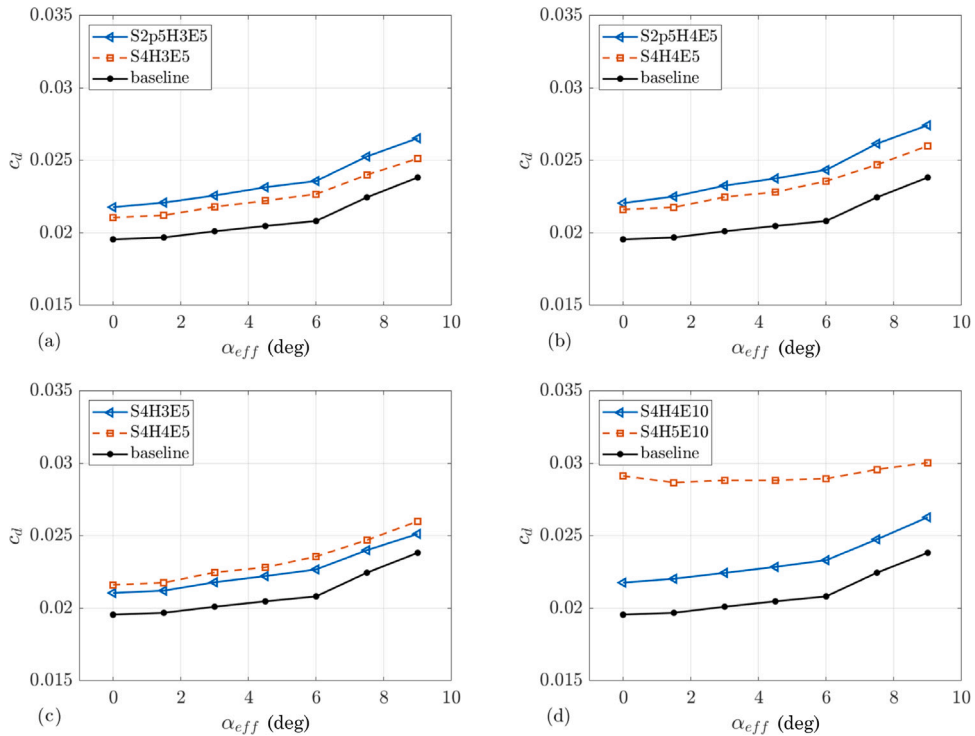 0.035
0.03
0.025
0.02
0.015
c_d
S2p5H3E5
S4H3E5
baseline
0 2 4 6 8 10
(a)
α_eff (deg)
0.035
0.03
0.025
0.02
0.015
c_d
S2p5H4E5
S4H4E5
baseline
0 2 4 6 8 10
(b)
α_eff (deg)
0.035
0.03
0.025
0.02
0.015
c_d
S4H3E5
S4H4E5
baseline
0 2 4 6 8 10
(c)
α_eff (deg)
0.035
0.03
0.025
0.02
0.015
c_d
S4H4E10
S4H5E10
baseline
0 2 4 6 8 10
(d)
α_eff (deg)